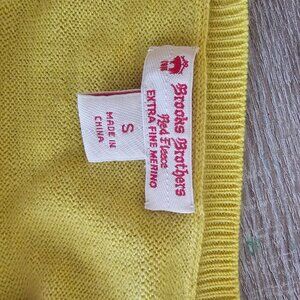 Brooks Brothers
Red Fleece
EXTRA FINE MERINO
S
MADE IN
CHINA